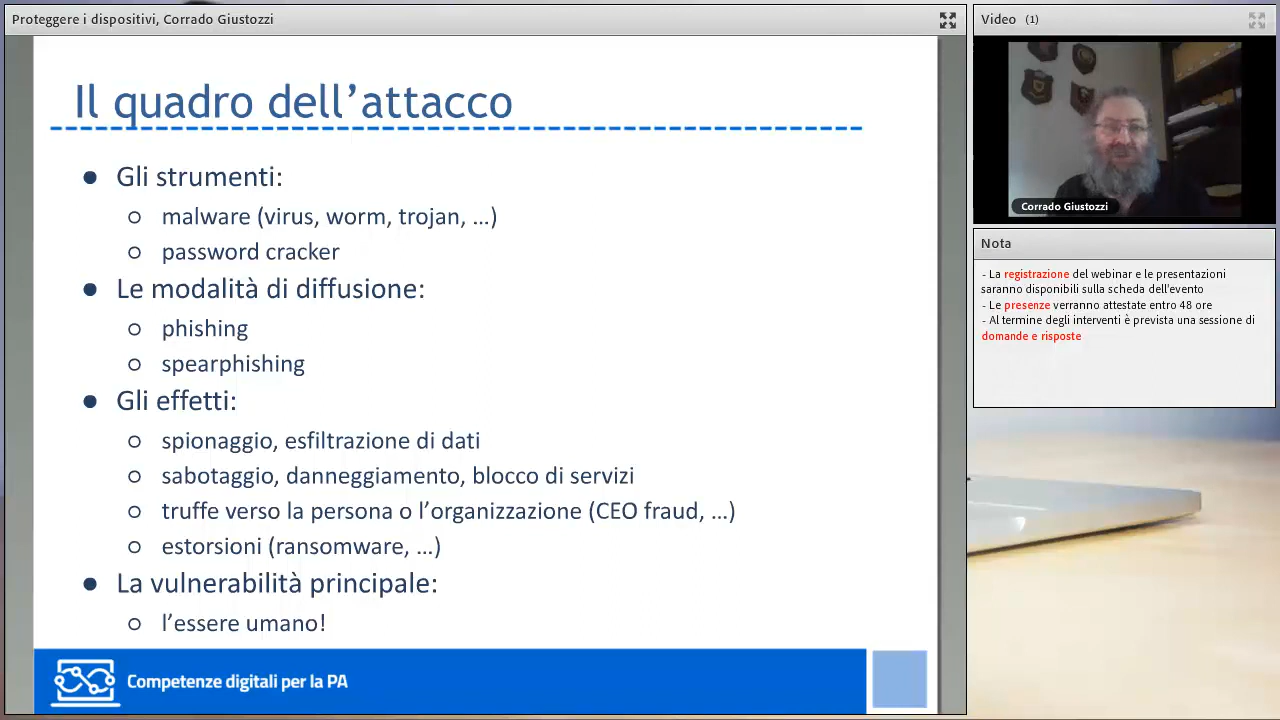 Proteggere i dispositivi, Corrado Giustozzi
Il quadro dell’attacco
● Gli strumenti:
○ malware (virus, worm, trojan, …)
○ password cracker
● Le modalità di diffusione:
○ phishing
○ spearphishing
● Gli effetti:
○ spionaggio, esfiltrazione di dati
○ sabotaggio, danneggiamento, blocco di servizi
○ truffe verso la persona o l’organizzazione (CEO fraud, …)
○ estorsioni (ransomware, …)
● La vulnerabilità principale:
○ l’essere umano!
Competenze digitali per la PA
Video (1)
Corrado Giustozzi
Nota
- La registrazione del webinar e le presentazioni
saranno disponibili sulla scheda dell'evento
- Le presenze verranno attestate entro 48 ore
- Al termine degli interventi è prevista una sessione di
domande e risposte